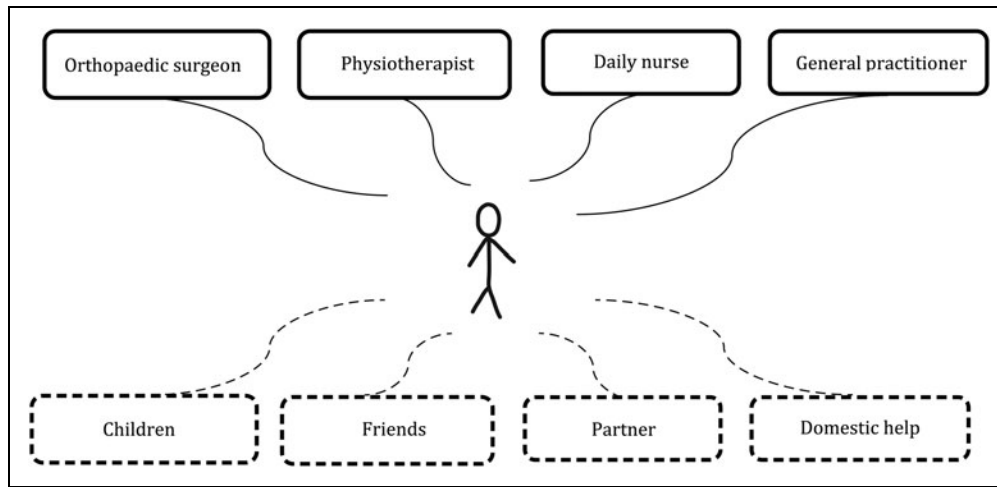 Orthopaedic surgeon
Physiotherapist
Daily nurse
General practitioner
Children
Friends
Partner
Domestic help